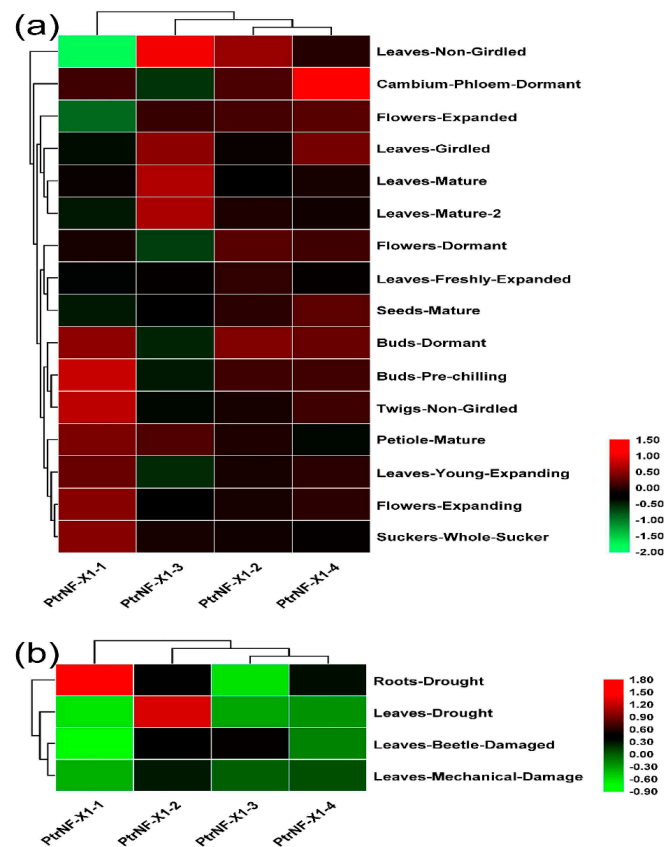 (a)
Leaves-Non-Girdled
Cambium-Phloem-Dormant
Flowers-Expanded
Leaves-Girdled
Leaves-Mature
Leaves-Mature-2
Flowers-Dormant
Leaves-Freshly-Expanded
Seeds-Mature
Buds-Dormant
Buds-Pre-chilling
Twigs-Non-Girdled
Petiole-Mature
Leaves-Young-Expanding
Flowers-Expanding
Suckers-Whole-Sucker
1.50
1.00
0.50
0.00
-0.50
-1.00
-1.50
-2.00
PtrNF-X1-1
PtrNF-X1-3
PtrNF-X1-2
PtrNF-X1-4
(b)
Roots-Drought
Leaves-Drought
Leaves-Beetle-Damaged
Leaves-Mechanical-Damage
1.80
1.50
1.20
0.90
0.60
0.30
0.00
-0.30
-0.60
-0.90
PtrNF-X1-1
PtrNF-X1-2
PtrNF-X1-3
PtrNF-X1-4